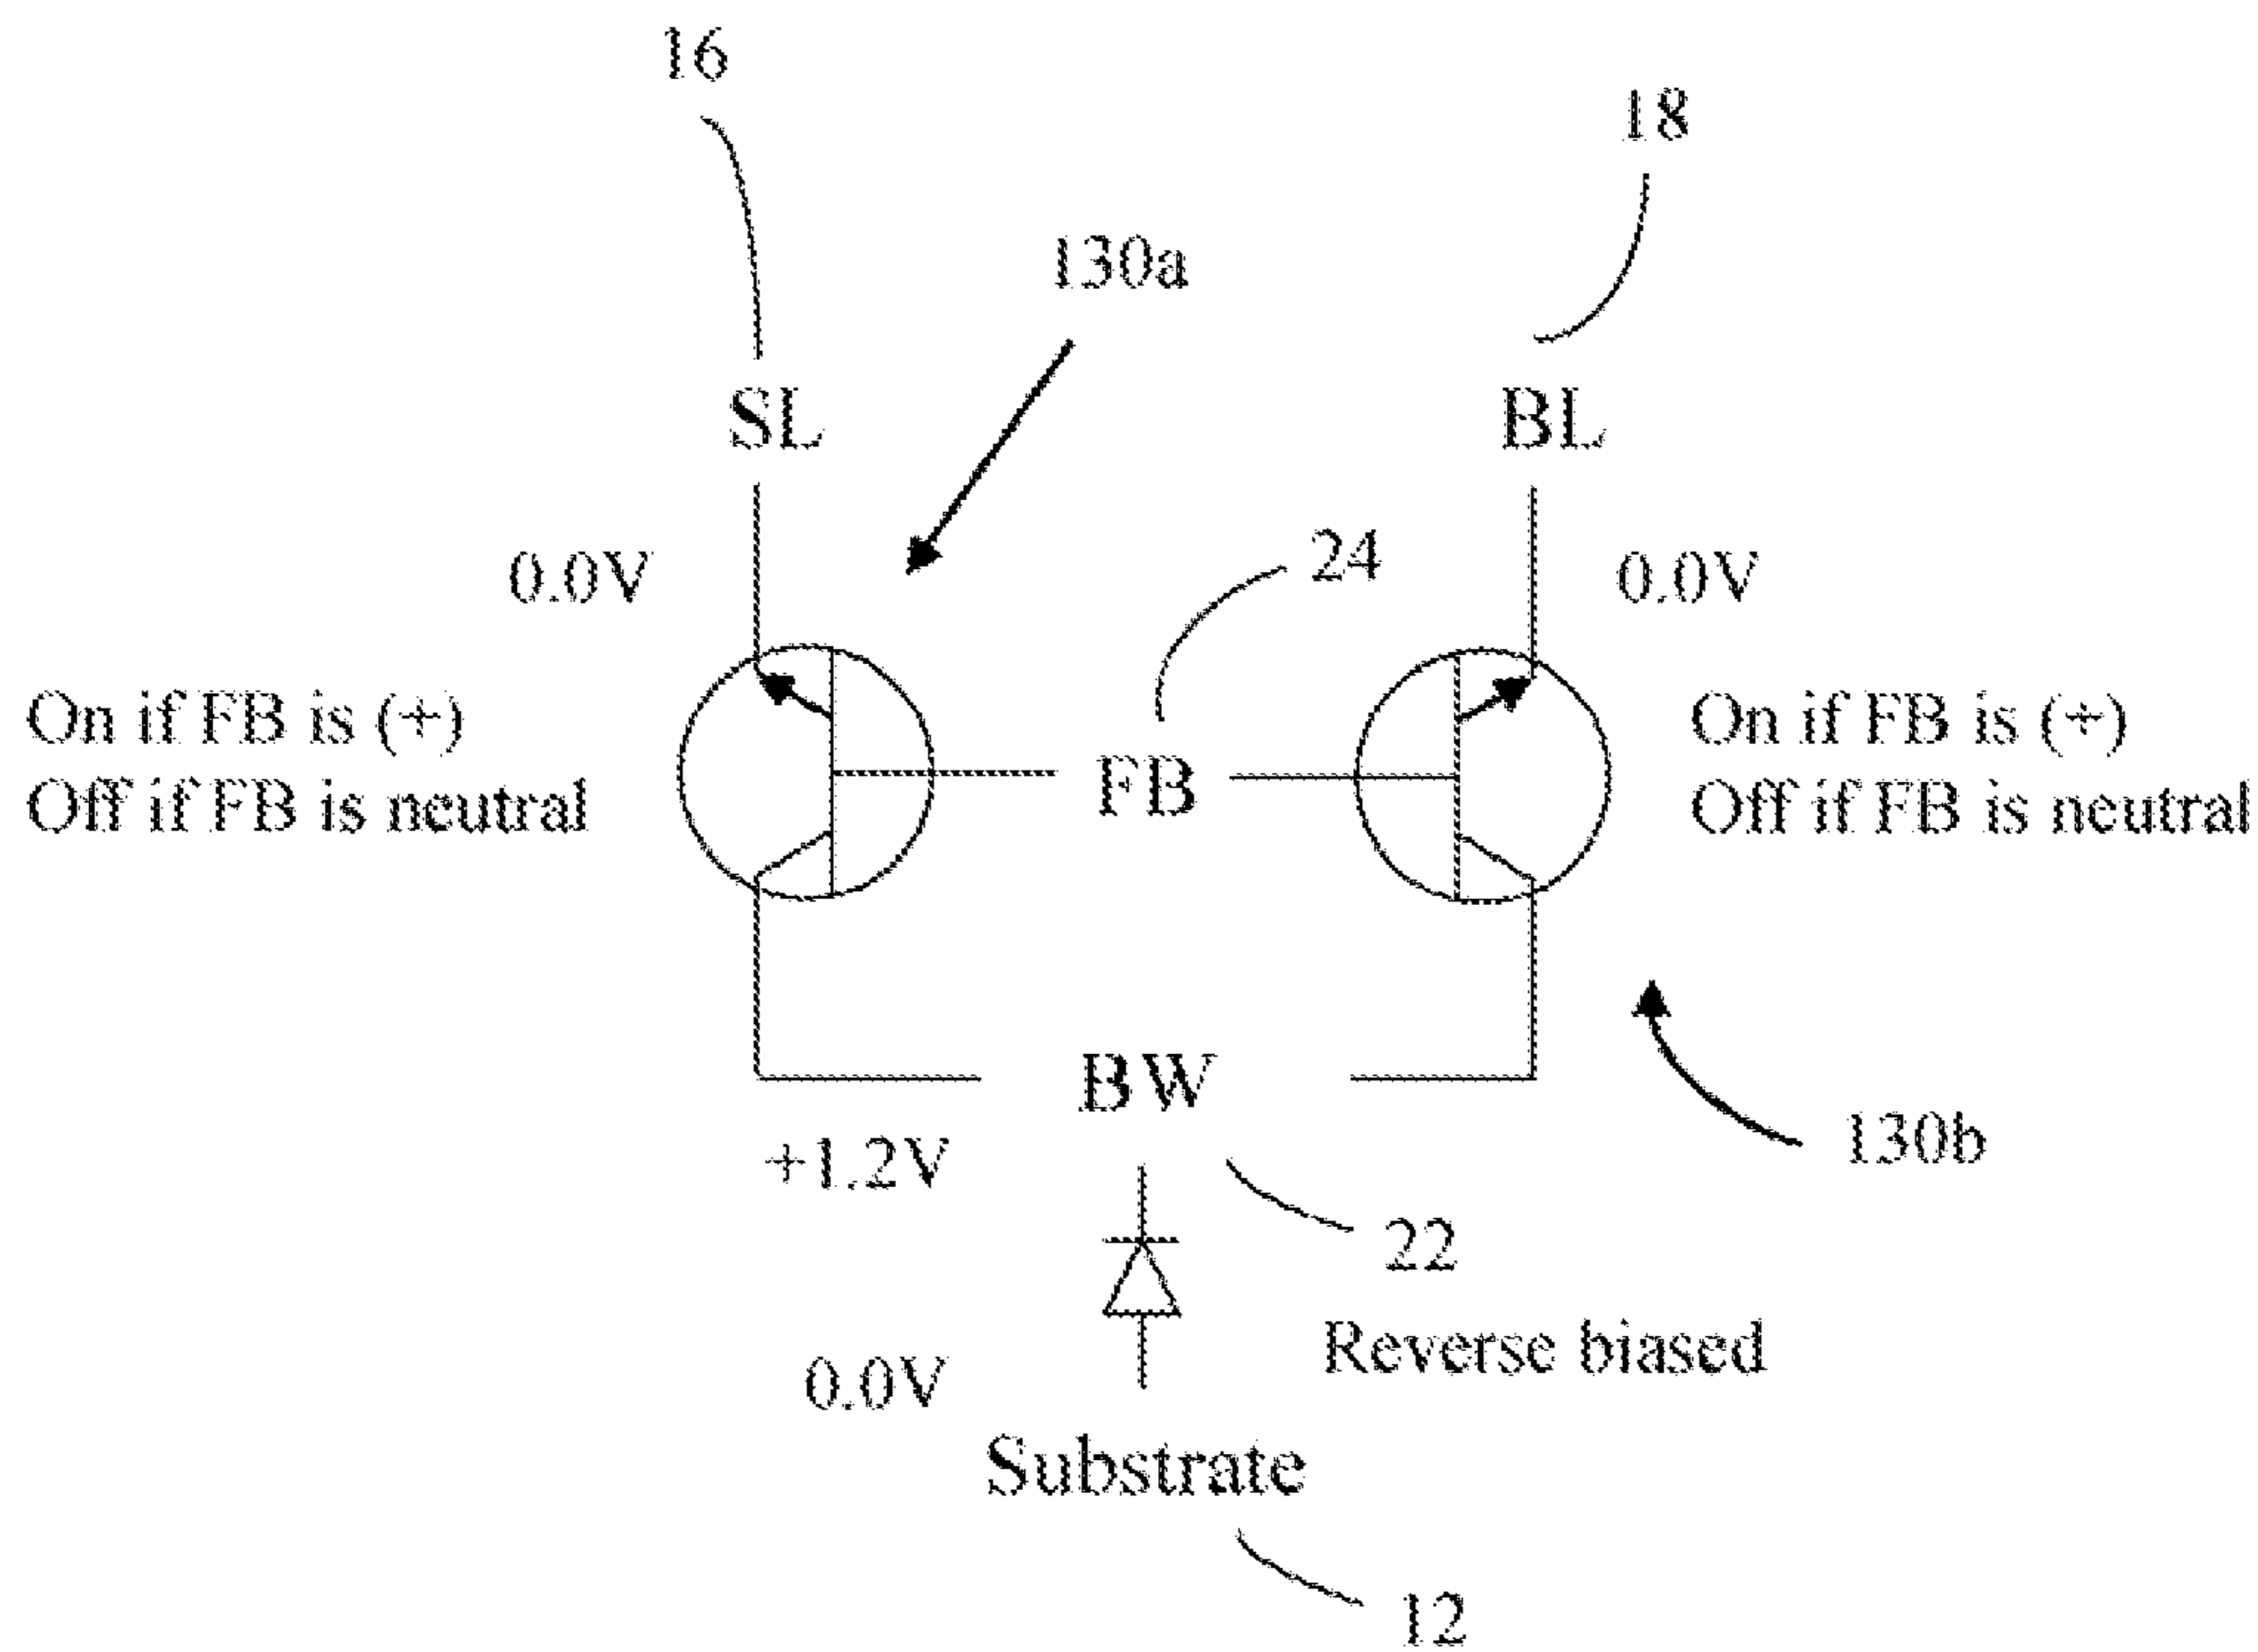 16
18
130a
SL
BL
24
0.0V
0.0V
On if FB is (+)
Off if FB is neutral
FB
On if FB is (+)
Off if FB is neutral
BW
+1.2V
130b
22
Reverse biased
0.0V
Substrate
12